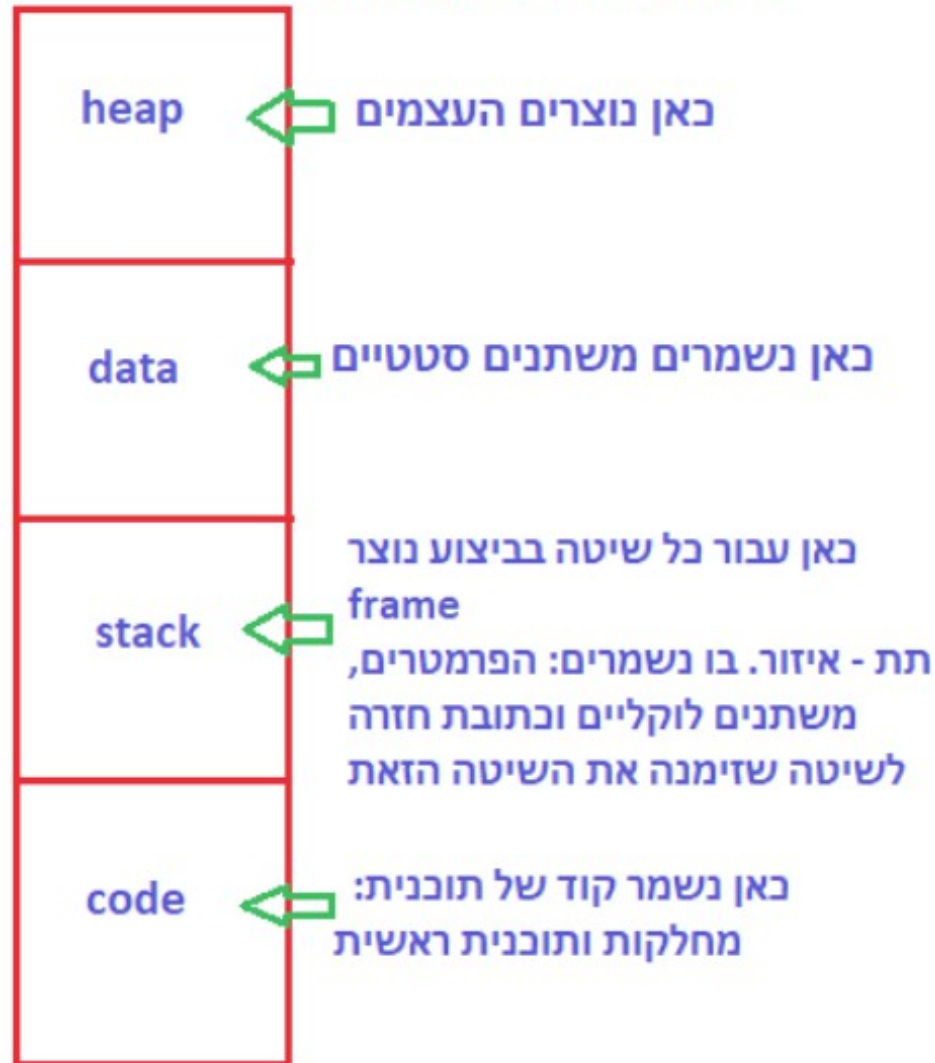 heap
כאן נוצרים העצמים
data
כאן נשמרים משתנים סטטיים
stack
כאן עבור כל שיטה בביצוע נוצר
frame
תת - איזור. בו נשמרים: הפרמטרים,
משתנים לוקליים וכתובת חזרה
לשיטה שזימנה את השיטה הזאת
code
כאן נשמר קוד של תוכנית:
מחלקות ותוכנית ראשית